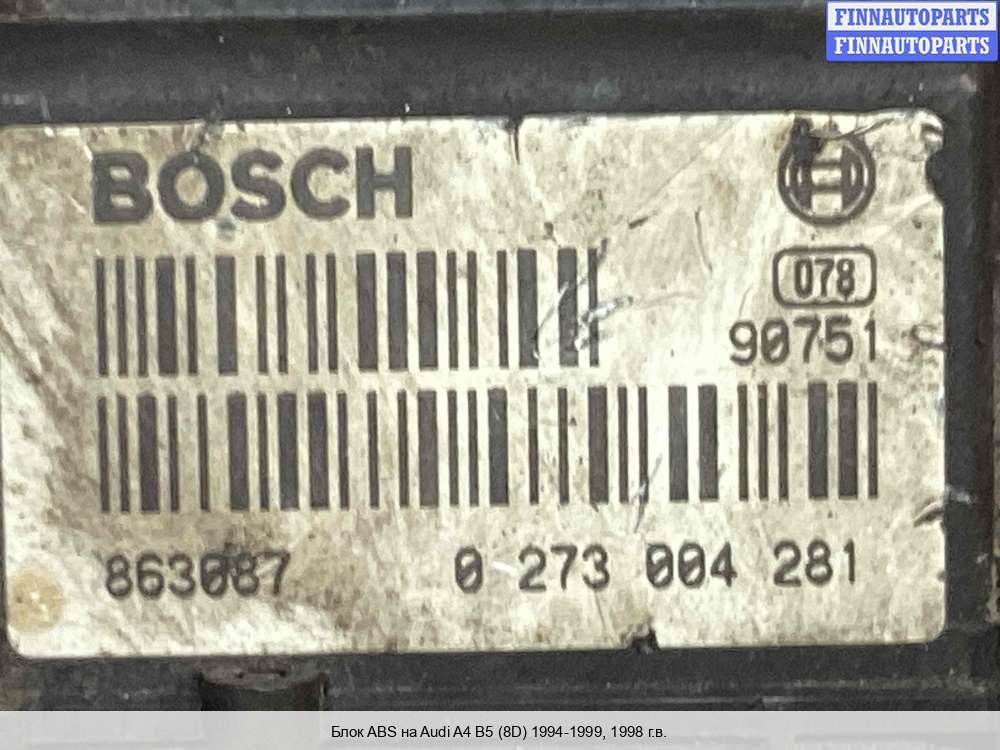 FINNAUTOPARTS
FINNAUTOPARTS
BOSCH
078
90751
863087 0 273 004 281
Блок ABS на Audi A4 B5 (8D) 1994-1999, 1998 г.в.